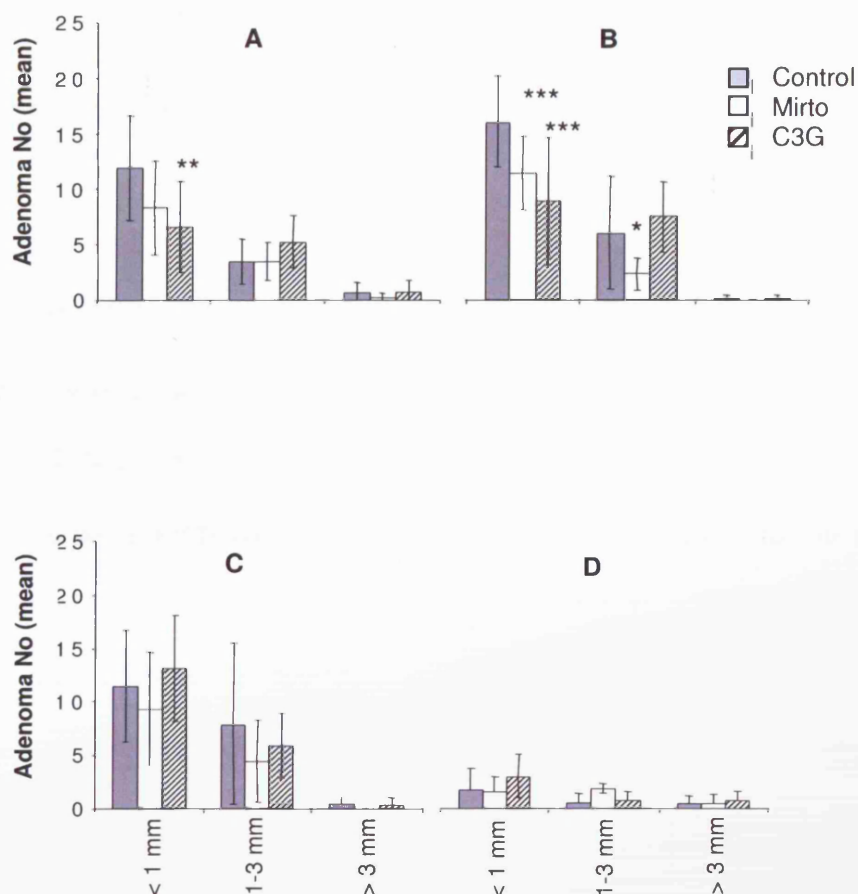 25
20
15
10
5
0
Adenoma No (mean)
A
**
B
***
***
*
Control
Mirto
C3G
25
20
15
10
5
0
Adenoma No (mean)
C
D
< 1 mm
1-3 mm
> 3 mm
< 1 mm
1-3 mm
> 3 mm